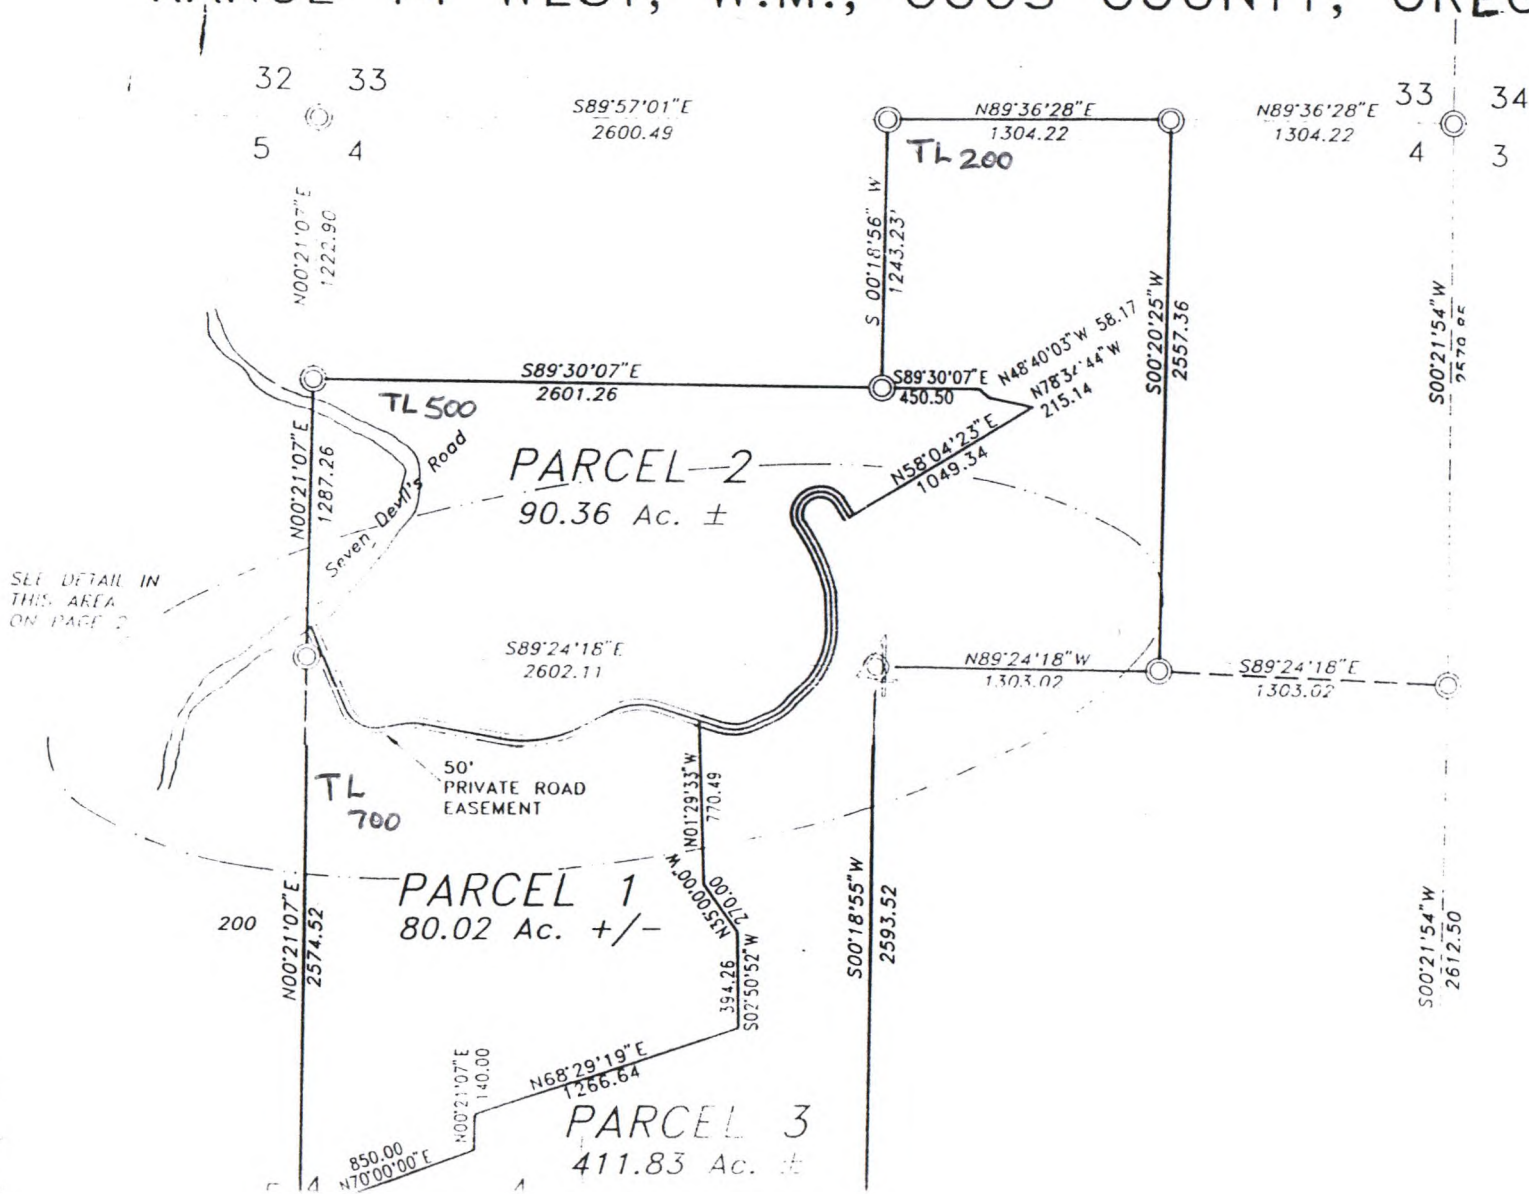 WEST, W.M., COOS COUNTY,
32 33
5 4
S89°57'01"E
2600.49
N89°36'28"E
1304.22
N89°36'28"E
1304.22
33 34
4 3
TL 200
N00°21'07"E
1222.90
S 00°18'56" W
1243.23'
S00°20'25"W
2557.36
S00°21'54"W
S89°30'07"E
2601.26
S89°30'07"E
450.50
N48°40'03"W 58.17
215.14
TL 500
N00°21'07"E
1287.26
Seven Devil's Road
PARCEL 2
90.36 Ac. ±
N58°04'23"E
1049.34
SEE DETAIL IN
THIS AREA
ON PAGE 2
S89°24'18"E
2602.11
N89°24'18"W
1303.02
S89°24'18"E
1303.02
50'
PRIVATE ROAD
EASEMENT
TL
700
N01°29'33"W
770.49
N35°00'00"W
270.00
PARCEL 1
80.02 Ac. +/-
200
N00°21'07"E
2574.52
S00°18'55"W
2593.52
S00°21'54"W
2612.50
394.26
S02°50'52"W
N68°29'19"E
1266.64
N00°21'07"E
140.00
PARCEL 3
411.83 Ac. ±
850.00
N70°00'00"E
4